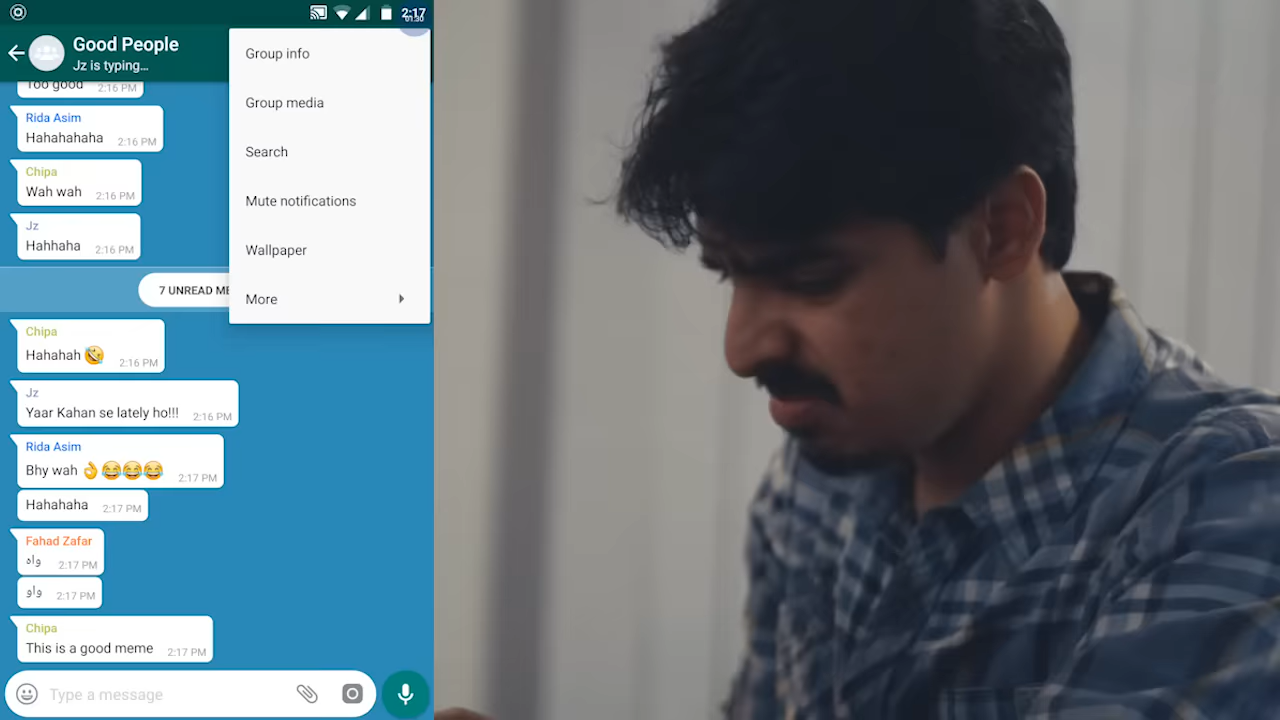 2:17
01:30
Good People
Jz is typing...
Too good 2:16 PM
Rida Asim
Hahahahaha 2:16 PM
Chipa
Wah wah 2:16 PM
Jz
Hahhaha 2:16 PM
7 UNREAD
Group info
Group media
Search
Mute notifications
Wallpaper
More
Chipa
Hahahah 🤣 2:16 PM
Jz
Yaar Kahan se lately ho!!! 2:16 PM
Rida Asim
Bhy wah 👌😂😂😂 2:17 PM
Hahahaha 2:17 PM
Fahad Zafar
واہ 2:17 PM
واو 2:17 PM
Chipa
This is a good meme 2:17 PM
Type a message